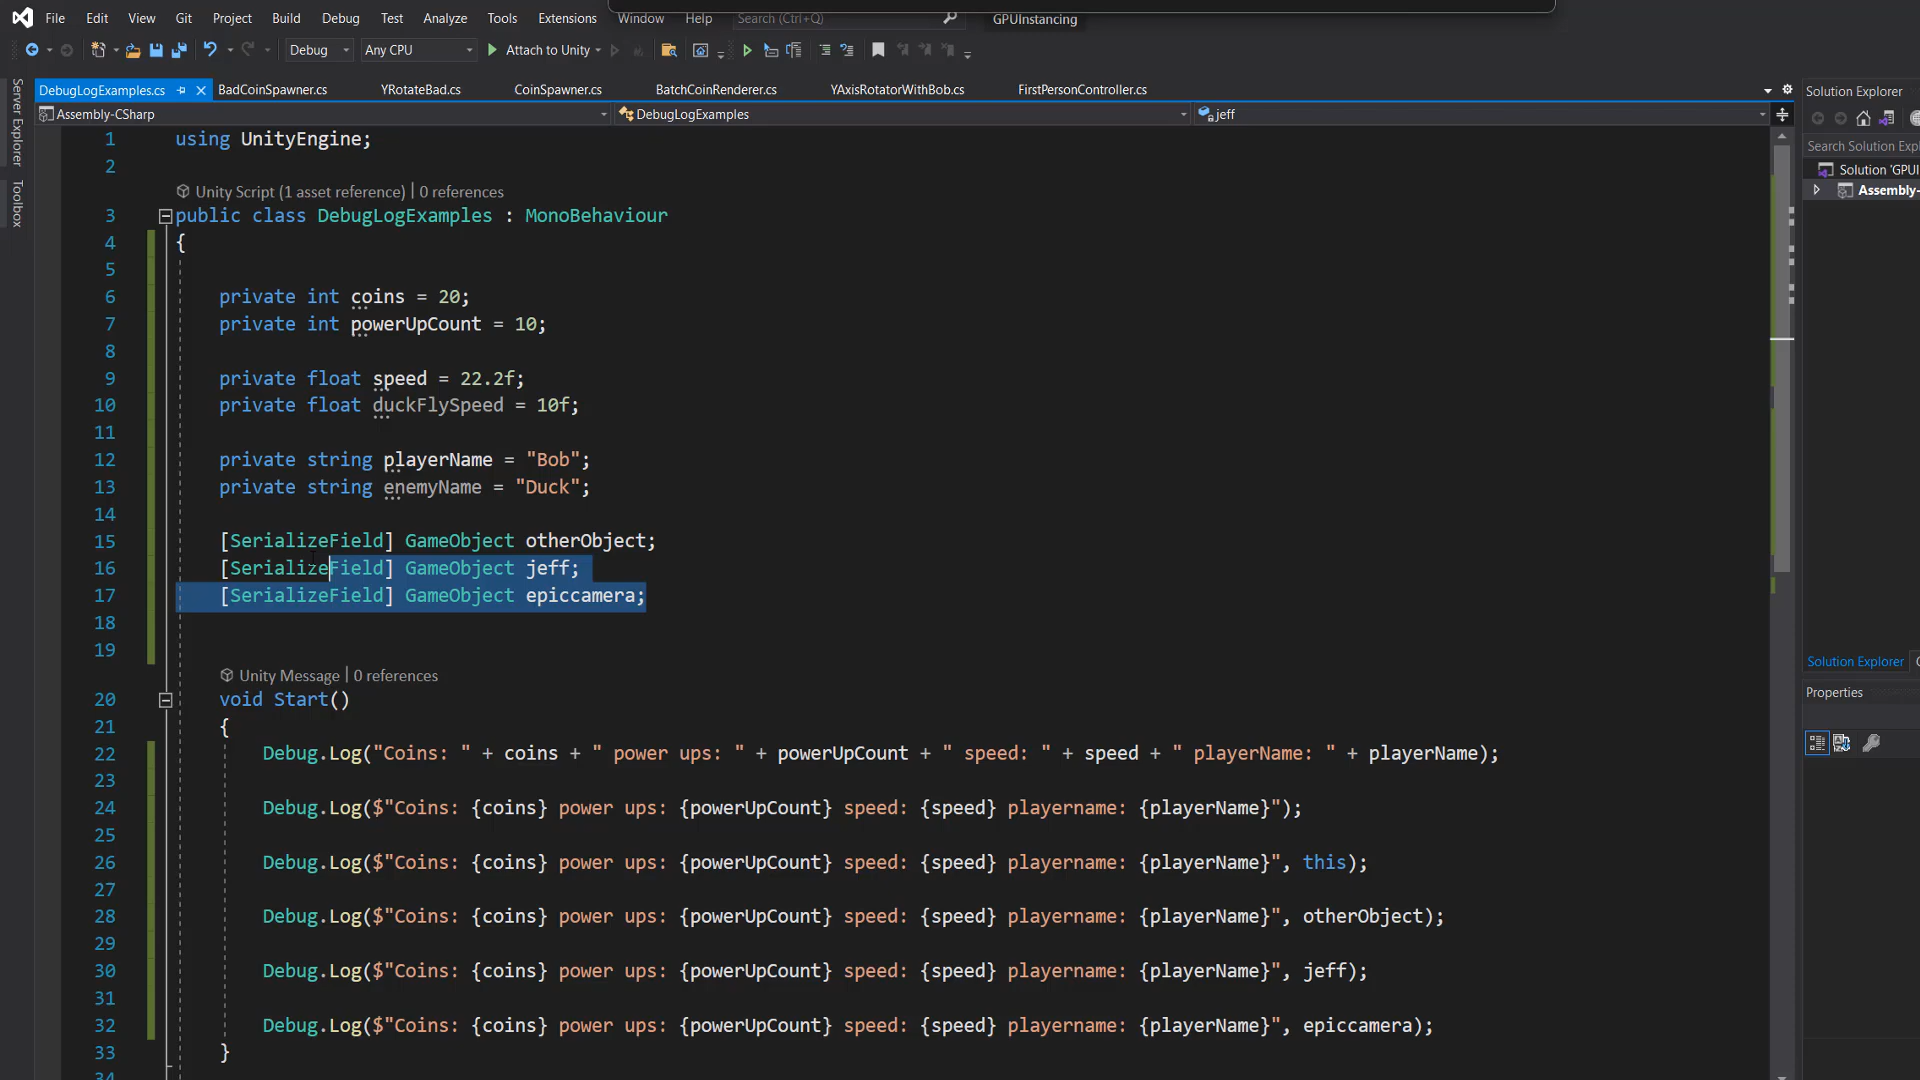 File Edit View Git Project Build Debug Test Analyze Tools Extensions Window Help Search (Ctrl+Q) GPUInstancing
Debug Any CPU Attach to Unity
DebugLogExamples.cs BadCoinSpawner.cs YRotateBad.cs CoinSpawner.cs BatchCoinRenderer.cs YAxisRotatorWithBob.cs FirstPersonController.cs
Assembly-CSharp DebugLogExamples jeff
Server Explorer
Toolbox
1 using UnityEngine;
2
Unity Script (1 asset reference) | 0 references
3 public class DebugLogExamples : MonoBehaviour
4 {
5
6 private int coins = 20;
7 private int powerUpCount = 10;
8
9 private float speed = 22.2f;
10 private float duckFlySpeed = 10f;
11
12 private string playerName = "Bob";
13 private string enemyName = "Duck";
14
15 [SerializeField] GameObject otherObject;
16 [SerializeField] GameObject jeff;
17 [SerializeField] GameObject epiccamera;
18
19
Unity Message | 0 references
20 void Start()
21 {
22 Debug.Log("Coins: " + coins + " power ups: " + powerUpCount + " speed: " + speed + " playerName: " + playerName);
23
24 Debug.Log($"Coins: {coins} power ups: {powerUpCount} speed: {speed} playername: {playerName}");
25
26 Debug.Log($"Coins: {coins} power ups: {powerUpCount} speed: {speed} playername: {playerName}", this);
27
28 Debug.Log($"Coins: {coins} power ups: {powerUpCount} speed: {speed} playername: {playerName}", otherObject);
29
30 Debug.Log($"Coins: {coins} power ups: {powerUpCount} speed: {speed} playername: {playerName}", jeff);
31
32 Debug.Log($"Coins: {coins} power ups: {powerUpCount} speed: {speed} playername: {playerName}", epiccamera);
33 }
34
Solution Explorer
Search Solution Expl
Solution 'GPUI
Assembly-
Solution Explorer
Properties